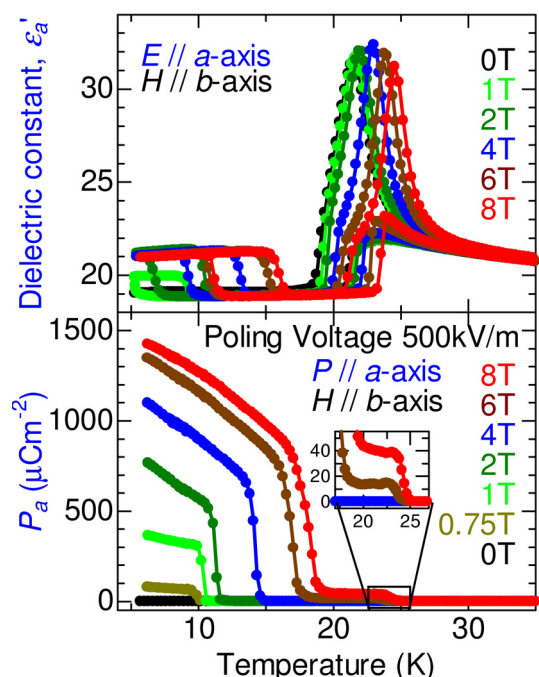 Dielectric constant, εa'
E // a-axis
H // b-axis
0T
1T
2T
4T
6T
8T
30
25
20
Poling Voltage 500kV/m
P // a-axis
H // b-axis
8T
6T
4T
2T
1T
0.75T
0T
1500
1000
500
0
Pa (μCm-2)
40
20
0
20 25
10 20 30
Temperature (K)